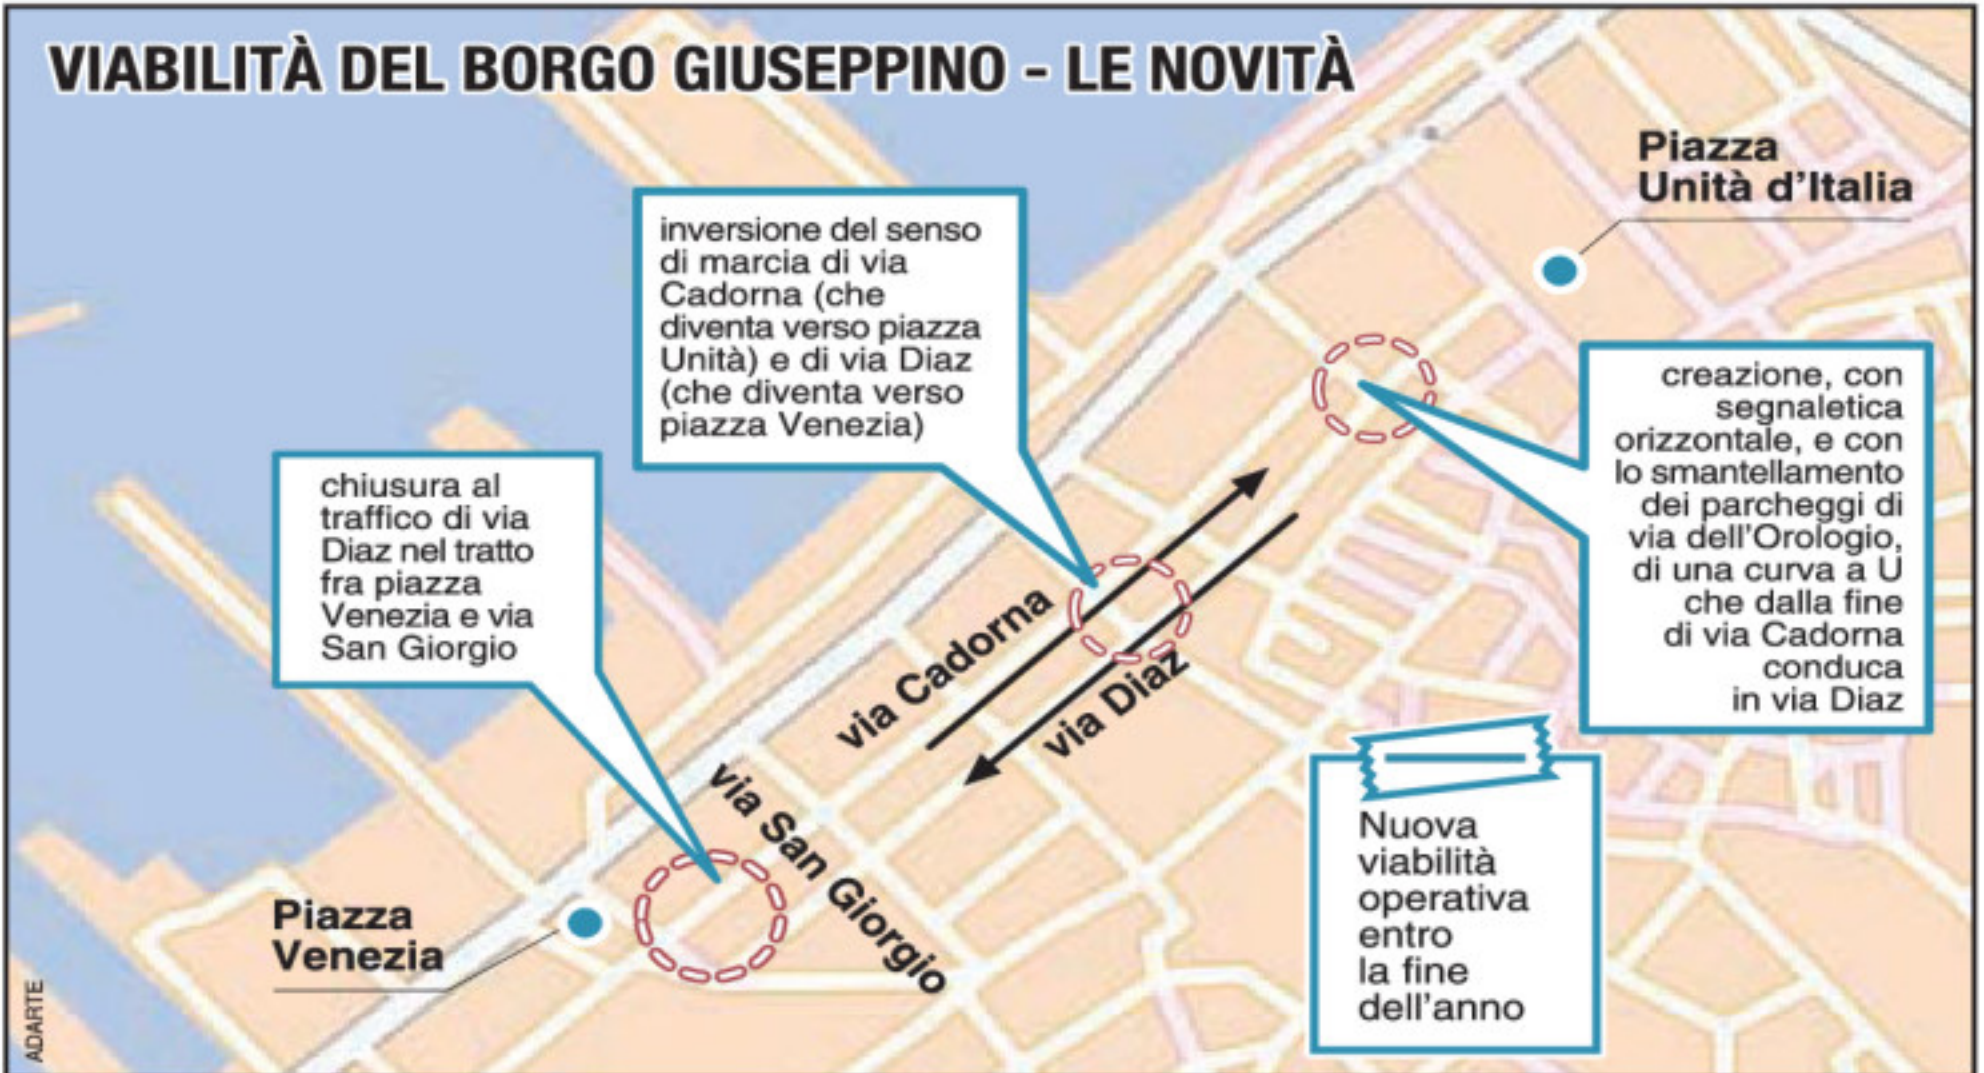 VIABILITÀ DEL BORGO GIUSEPPINO - LE NOVITÀ
Piazza
Unità d'Italia
inversione del senso
di marcia di via
Cadorna (che
diventa verso piazza
Unità) e di via Diaz
(che diventa verso
piazza Venezia)
creazione, con
segnaletica
orizzontale, e con
lo smantellamento
dei parcheggi di
via dell'Orologio,
di una curva a U
che dalla fine
di via Cadorna
conduca
in via Diaz
chiusura al
traffico di via
Diaz nel tratto
fra piazza
Venezia e via
San Giorgio
via Cadorna
via Diaz
via San Giorgio
Piazza
Venezia
Nuova
viabilità
operativa
entro
la fine
dell'anno
ADARTE